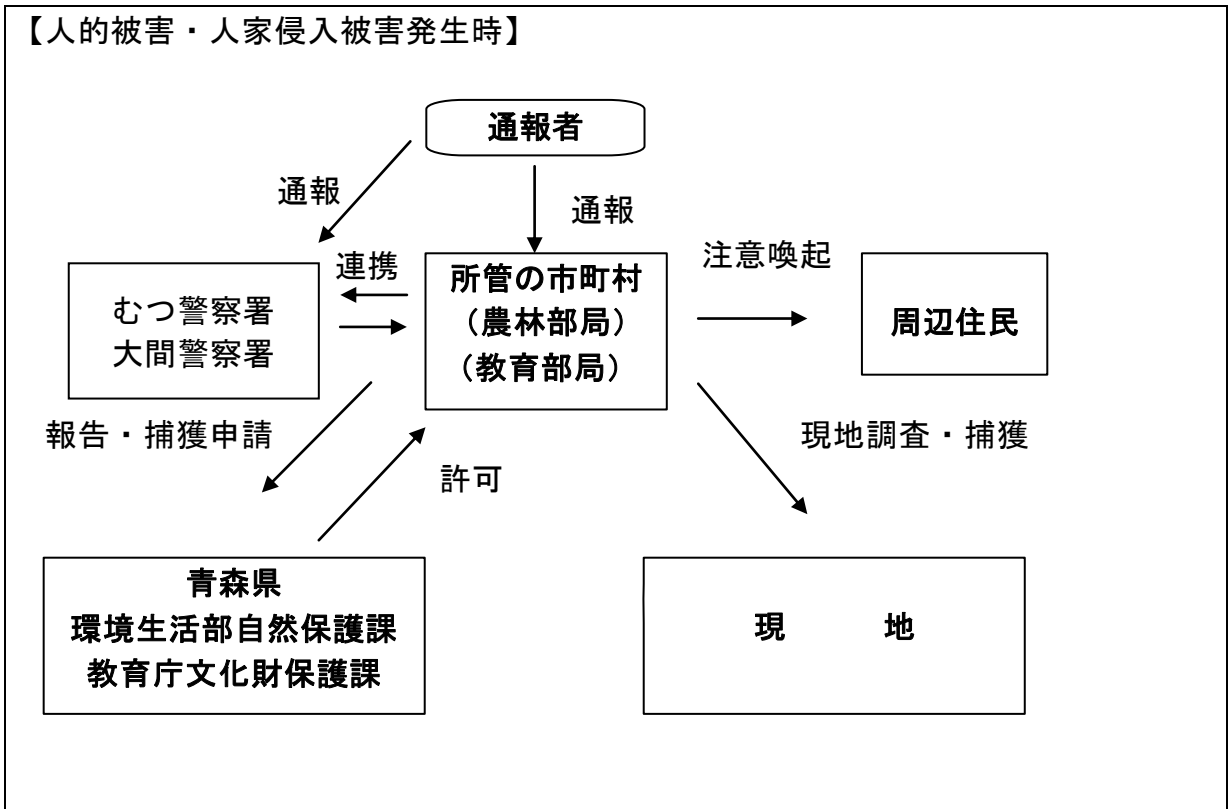 【人的被害・人家侵入被害発生時】
通報者
通報
通報
連携
注意喚起
むつ警察署
大間警察署
所管の市町村
（農林部局）
（教育部局）
周辺住民
報告・捕獲申請
許可
現地調査・捕獲
青森県
環境生活部自然保護課
教育庁文化財保護課
現　　地